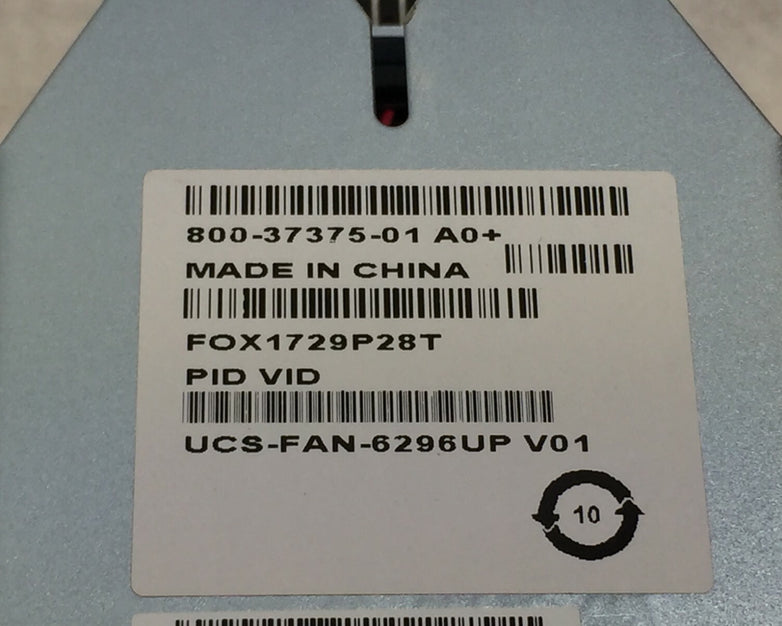 800-37375-01 A0+
MADE IN CHINA
FOX1729P28T
PID VID
UCS-FAN-6296UP V01
10